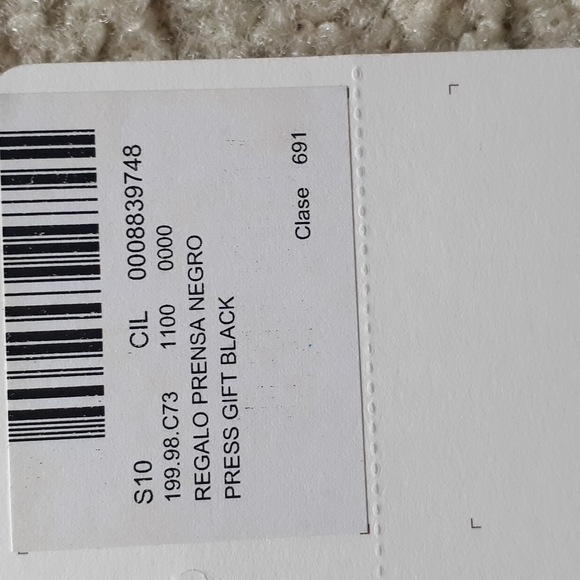 S10 CIL 0008839748
199.98.C73 1100 0000
REGALO PRENSA NEGRO
PRESS GIFT BLACK
Clase 691